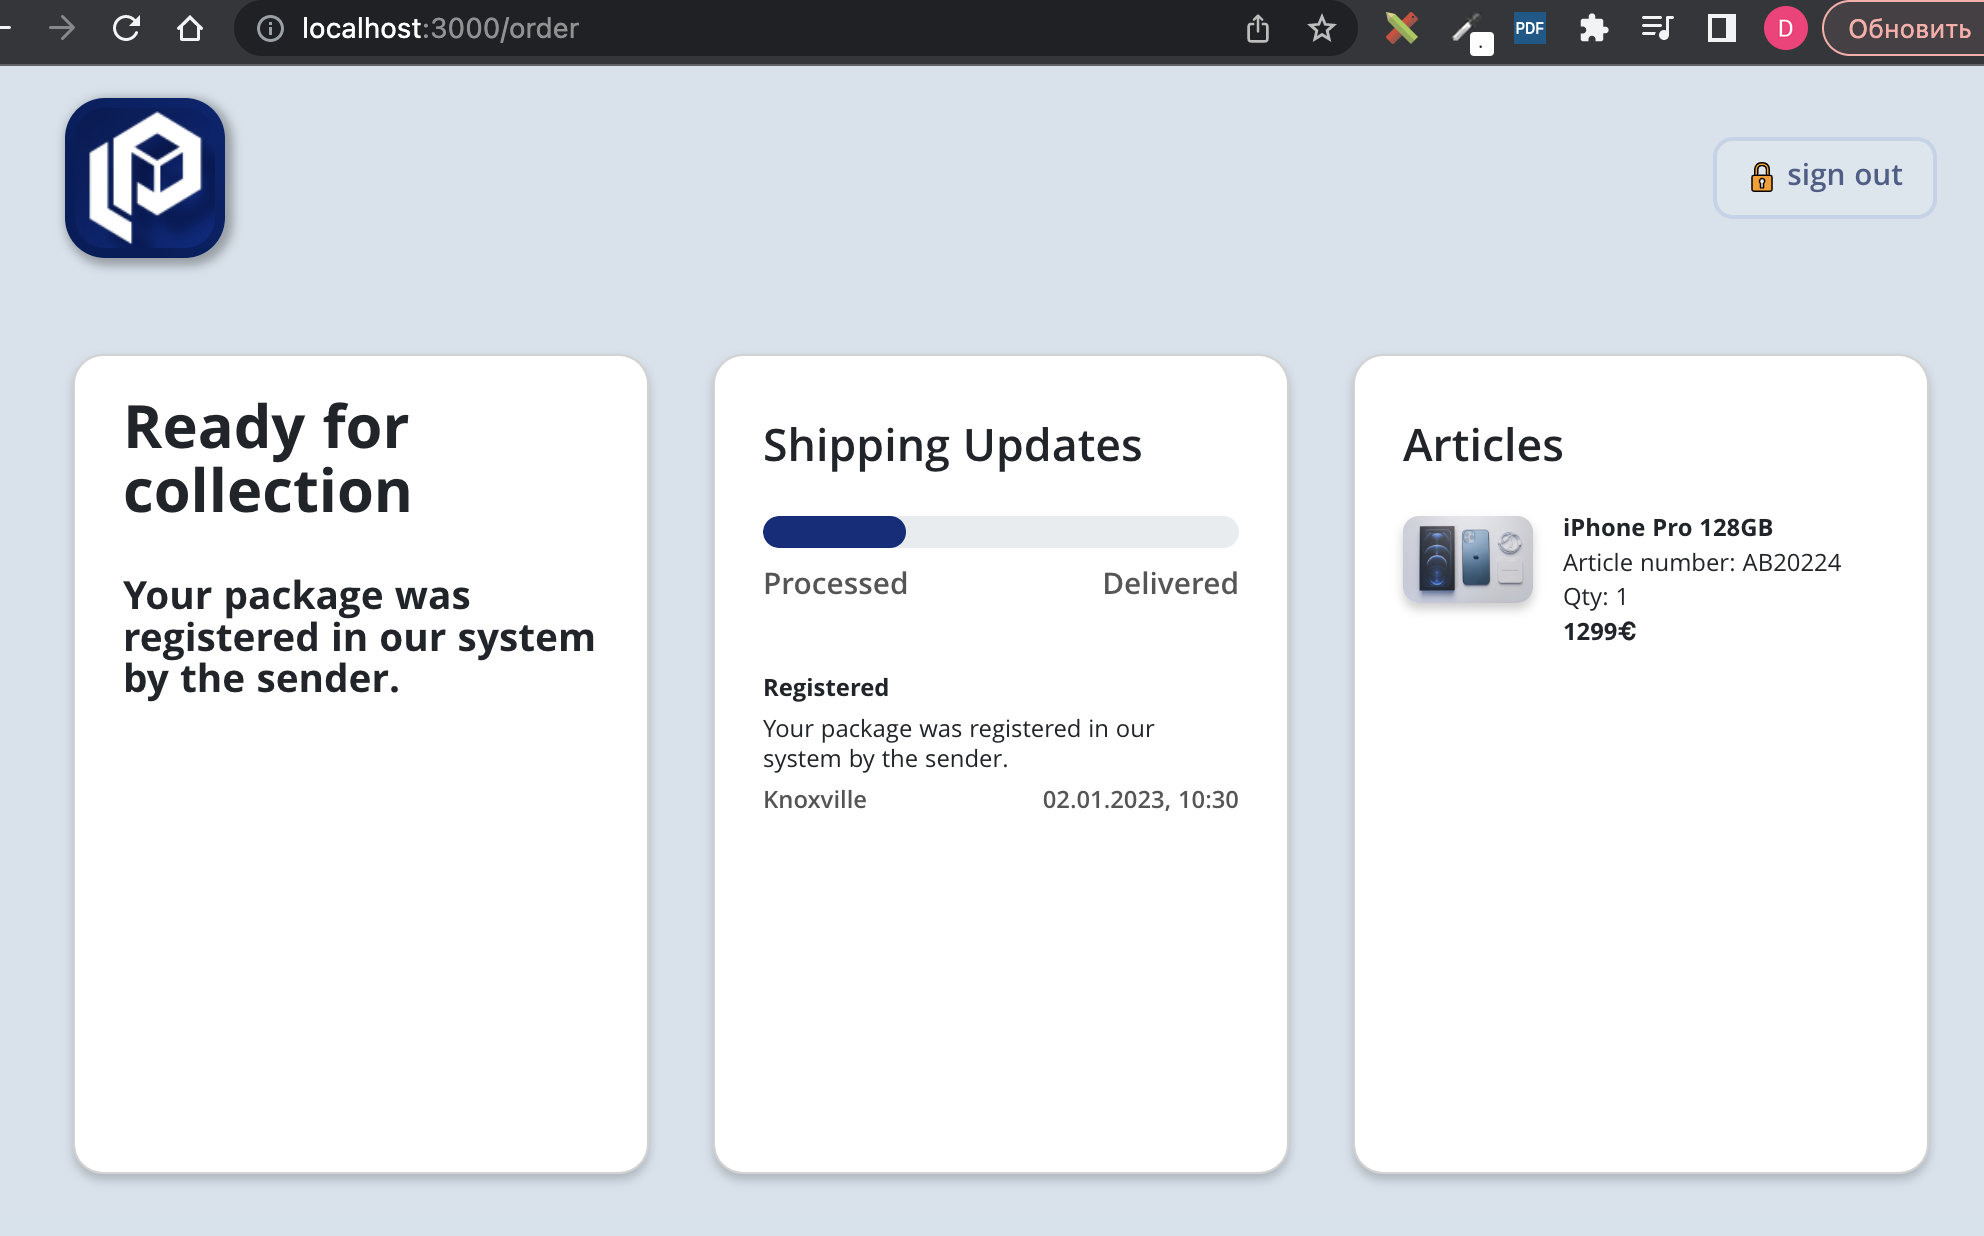 localhost:3000/order
PDF
D
Обновить
sign out
Ready for
collection
Your package was
registered in our system
by the sender.
Shipping Updates
Processed
Delivered
Registered
Your package was registered in our
system by the sender.
Knoxville
02.01.2023, 10:30
Articles
iPhone Pro 128GB
Article number: AB20224
Qty: 1
1299€